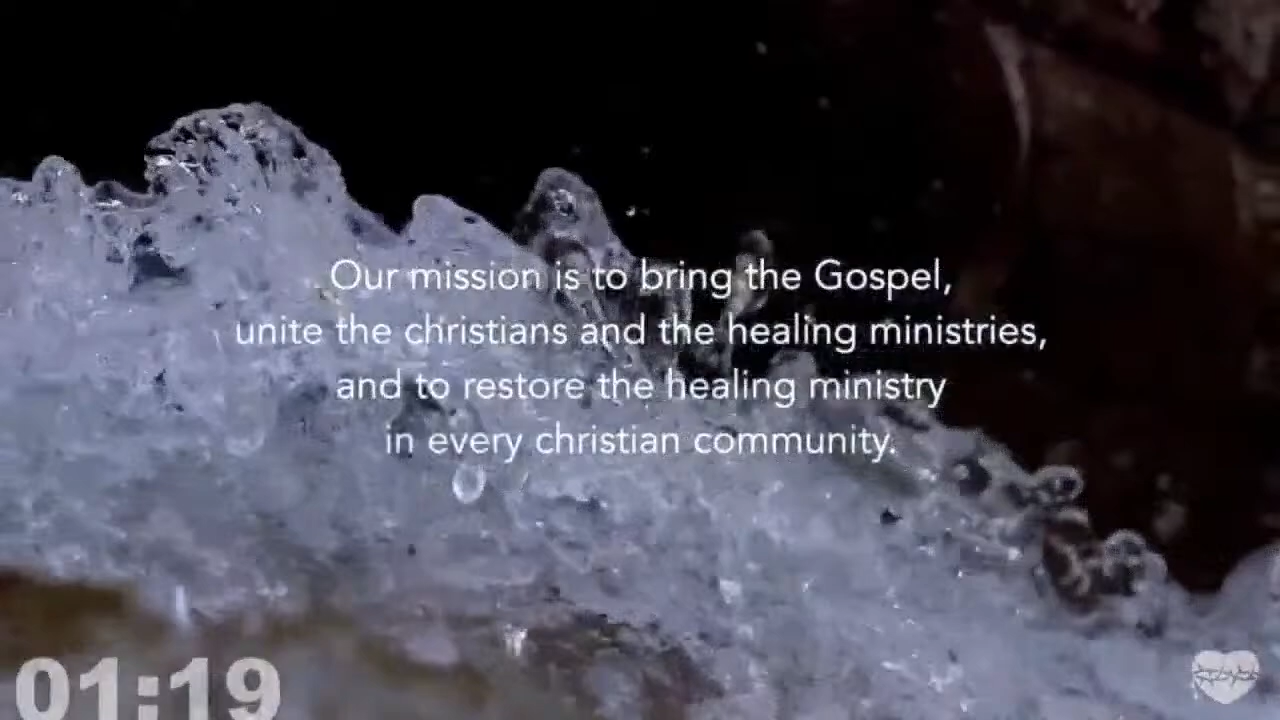 Our mission is to bring the Gospel,
unite the christians and the healing ministries,
and to restore the healing ministry
in every christian community.
01:19